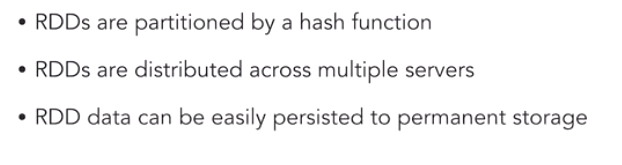 • RDDs are partitioned by a hash function
• RDDs are distributed across multiple servers
• RDD data can be easily persisted to permanent storage